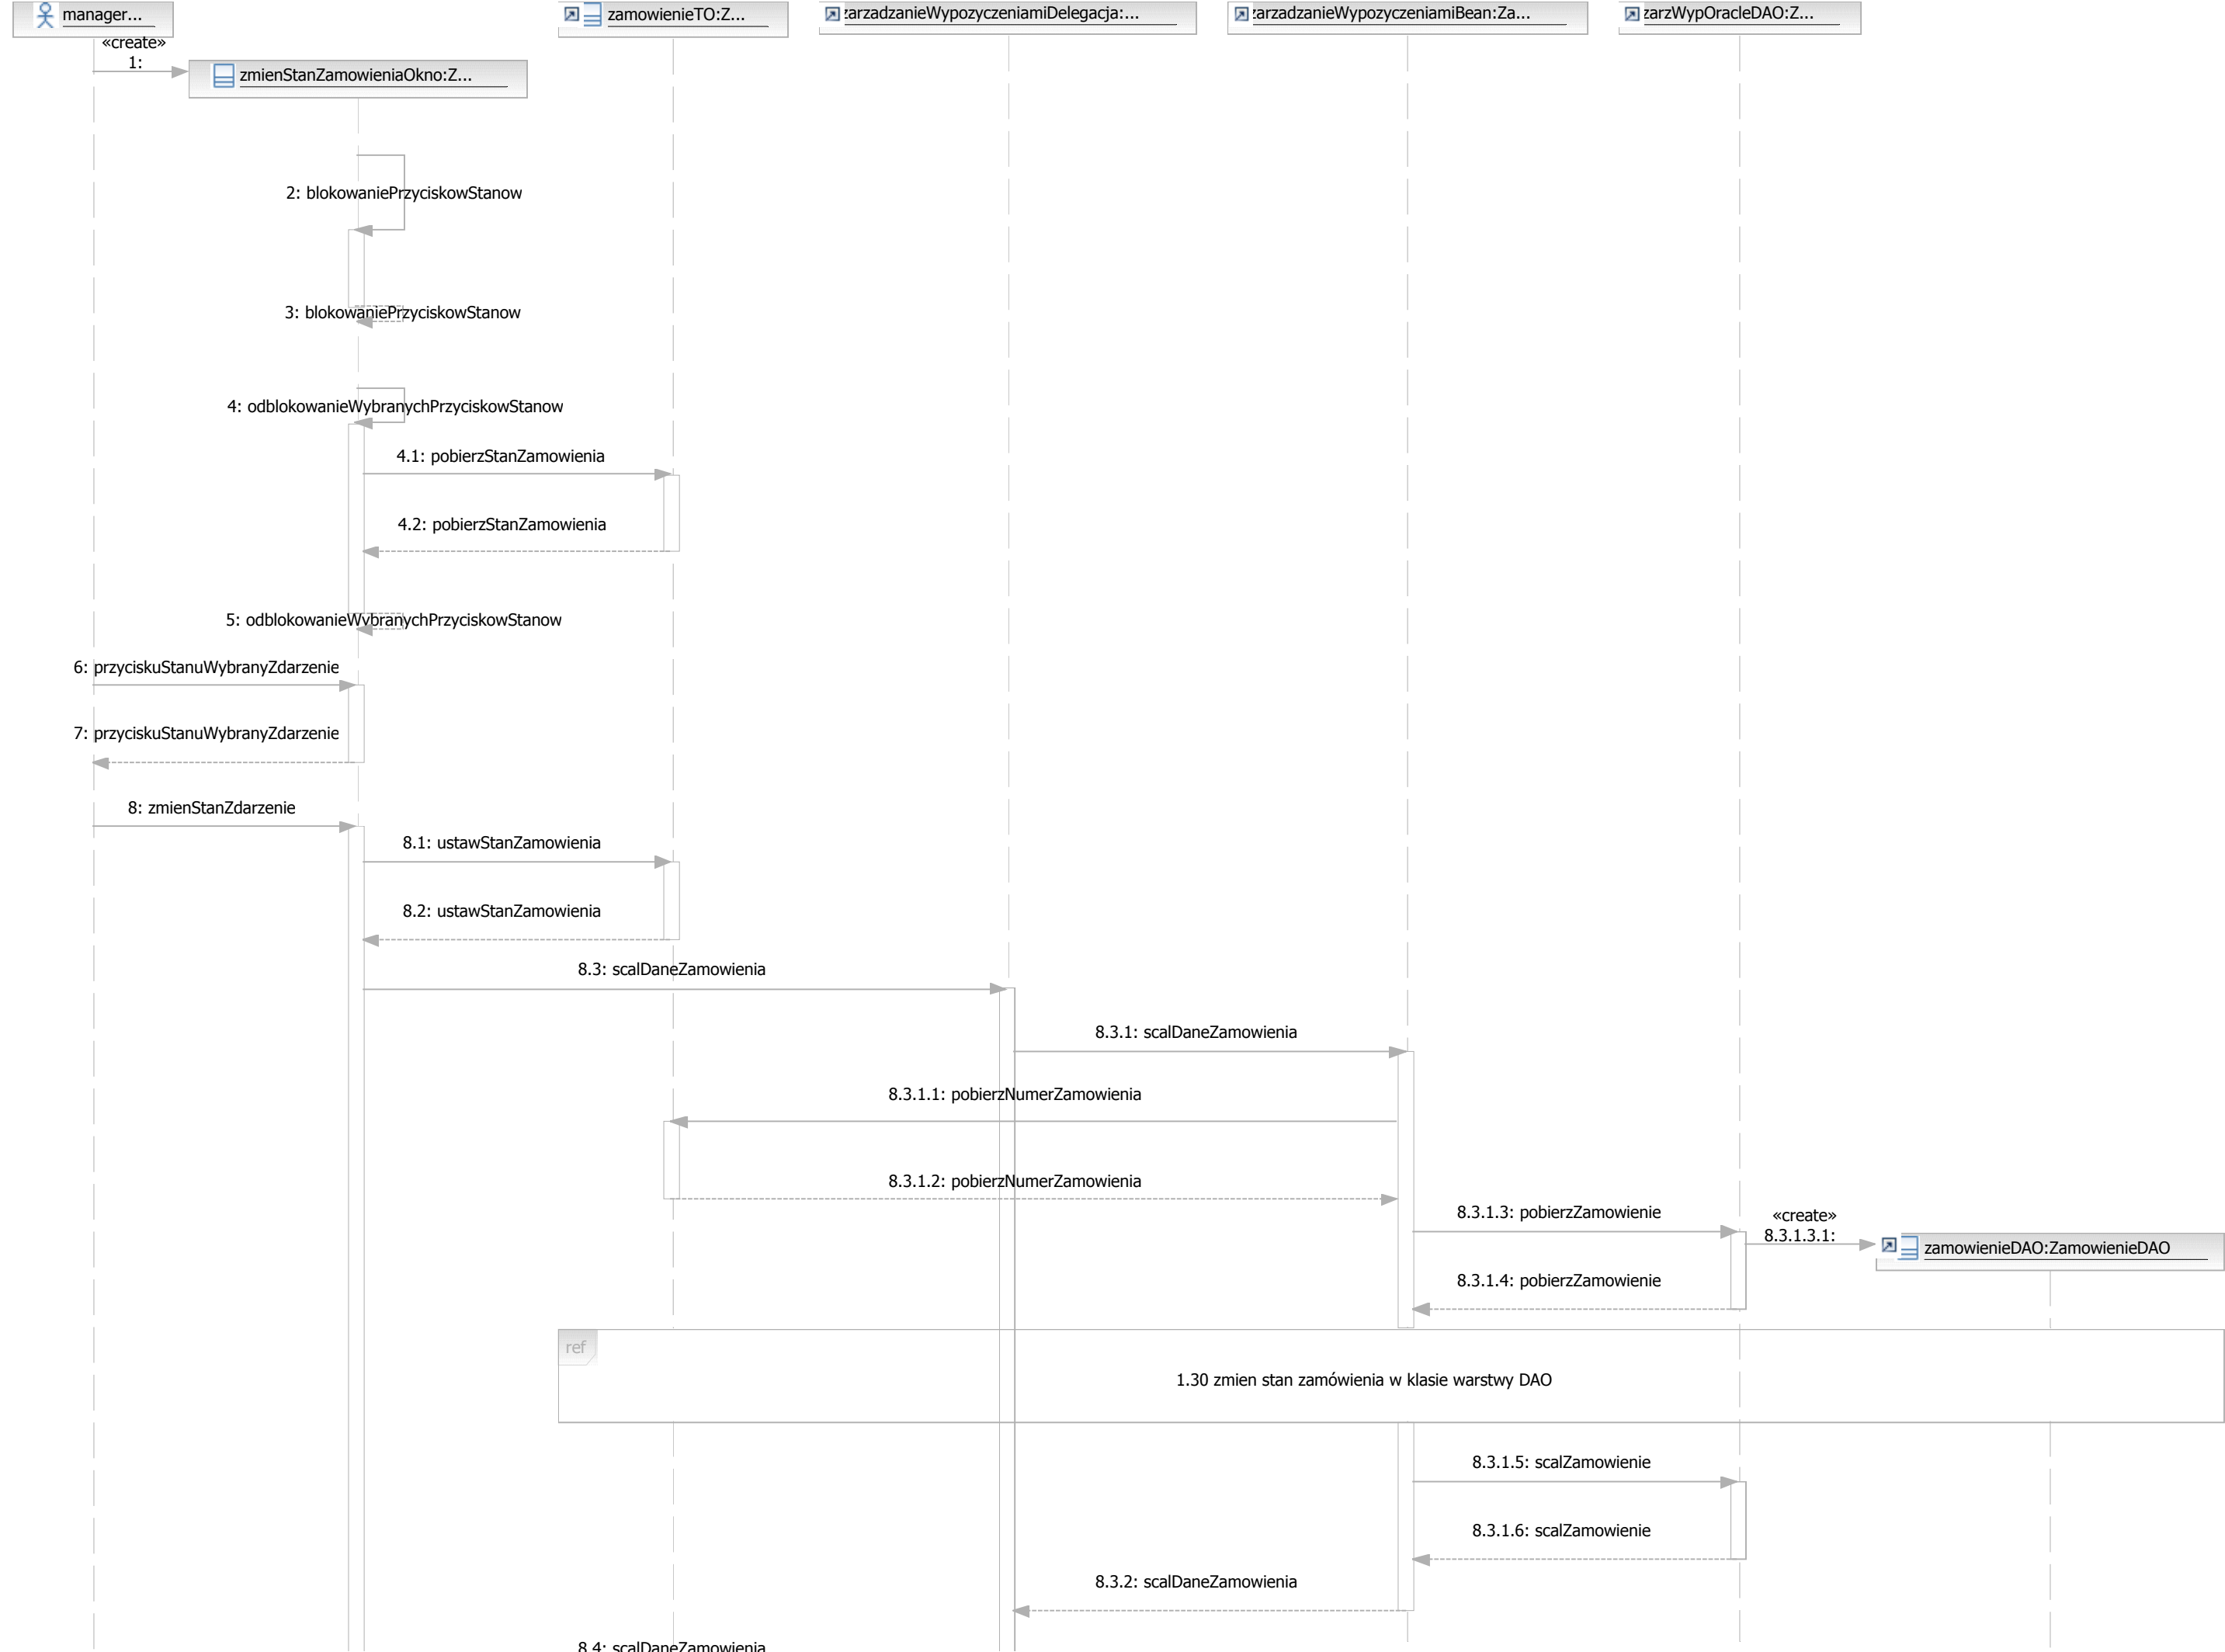 manager...
zamowienieTO:Z...
zarzadzanieWypozyczeniamiDelegacja:...
zarzadzanieWypozyczeniamiBean:Za...
zarzWypOracleDAO:Z...
«create»
1:
zmienStanZamowieniaOkno:Z...
2: blokowaniePrzyciskowStanow
3: blokowaniePrzyciskowStanow
4: odblokowanieWybranychPrzyciskowStanow
4.1: pobierzStanZamowienia
4.2: pobierzStanZamowienia
5: odblokowanieWybranychPrzyciskowStanow
6: przyciskuStanuWybranyZdarzenie
7: przyciskuStanuWybranyZdarzenie
8: zmienStanZdarzenie
8.1: ustawStanZamowienia
8.2: ustawStanZamowienia
8.3: scalDaneZamowienia
8.3.1: scalDaneZamowienia
8.3.1.1: pobierzNumerZamowienia
8.3.1.2: pobierzNumerZamowienia
8.3.1.3: pobierzZamowienie
«create»
8.3.1.3.1:
zamowienieDAO:ZamowienieDAO
8.3.1.4: pobierzZamowienie
ref
1.30 zmien stan zamówienia w klasie warstwy DAO
8.3.1.5: scalZamowienie
8.3.1.6: scalZamowienie
8.3.2: scalDaneZamowienia
8.4: scalDaneZamowienia